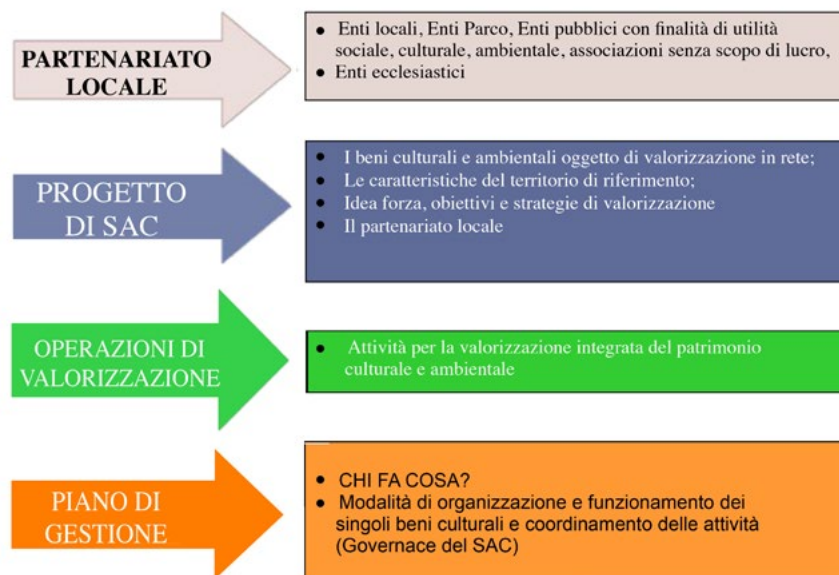 PARTENARIATO
LOCALE
• Enti locali, Enti Parco, Enti pubblici con finalità di utilità
sociale, culturale, ambientale, associazioni senza scopo di lucro,
• Enti ecclesiastici
PROGETTO
DI SAC
• I beni culturali e ambientali oggetto di valorizzazione in rete;
• Le caratteristiche del territorio di riferimento;
• Idea forza, obiettivi e strategie di valorizzazione
• Il partenariato locale
OPERAZIONI DI
VALORIZZAZIONE
• Attività per la valorizzazione integrata del patrimonio
culturale e ambientale
PIANO DI
GESTIONE
• CHI FA COSA?
• Modalità di organizzazione e funzionamento dei
singoli beni culturali e coordinamento delle attività
(Governace del SAC)